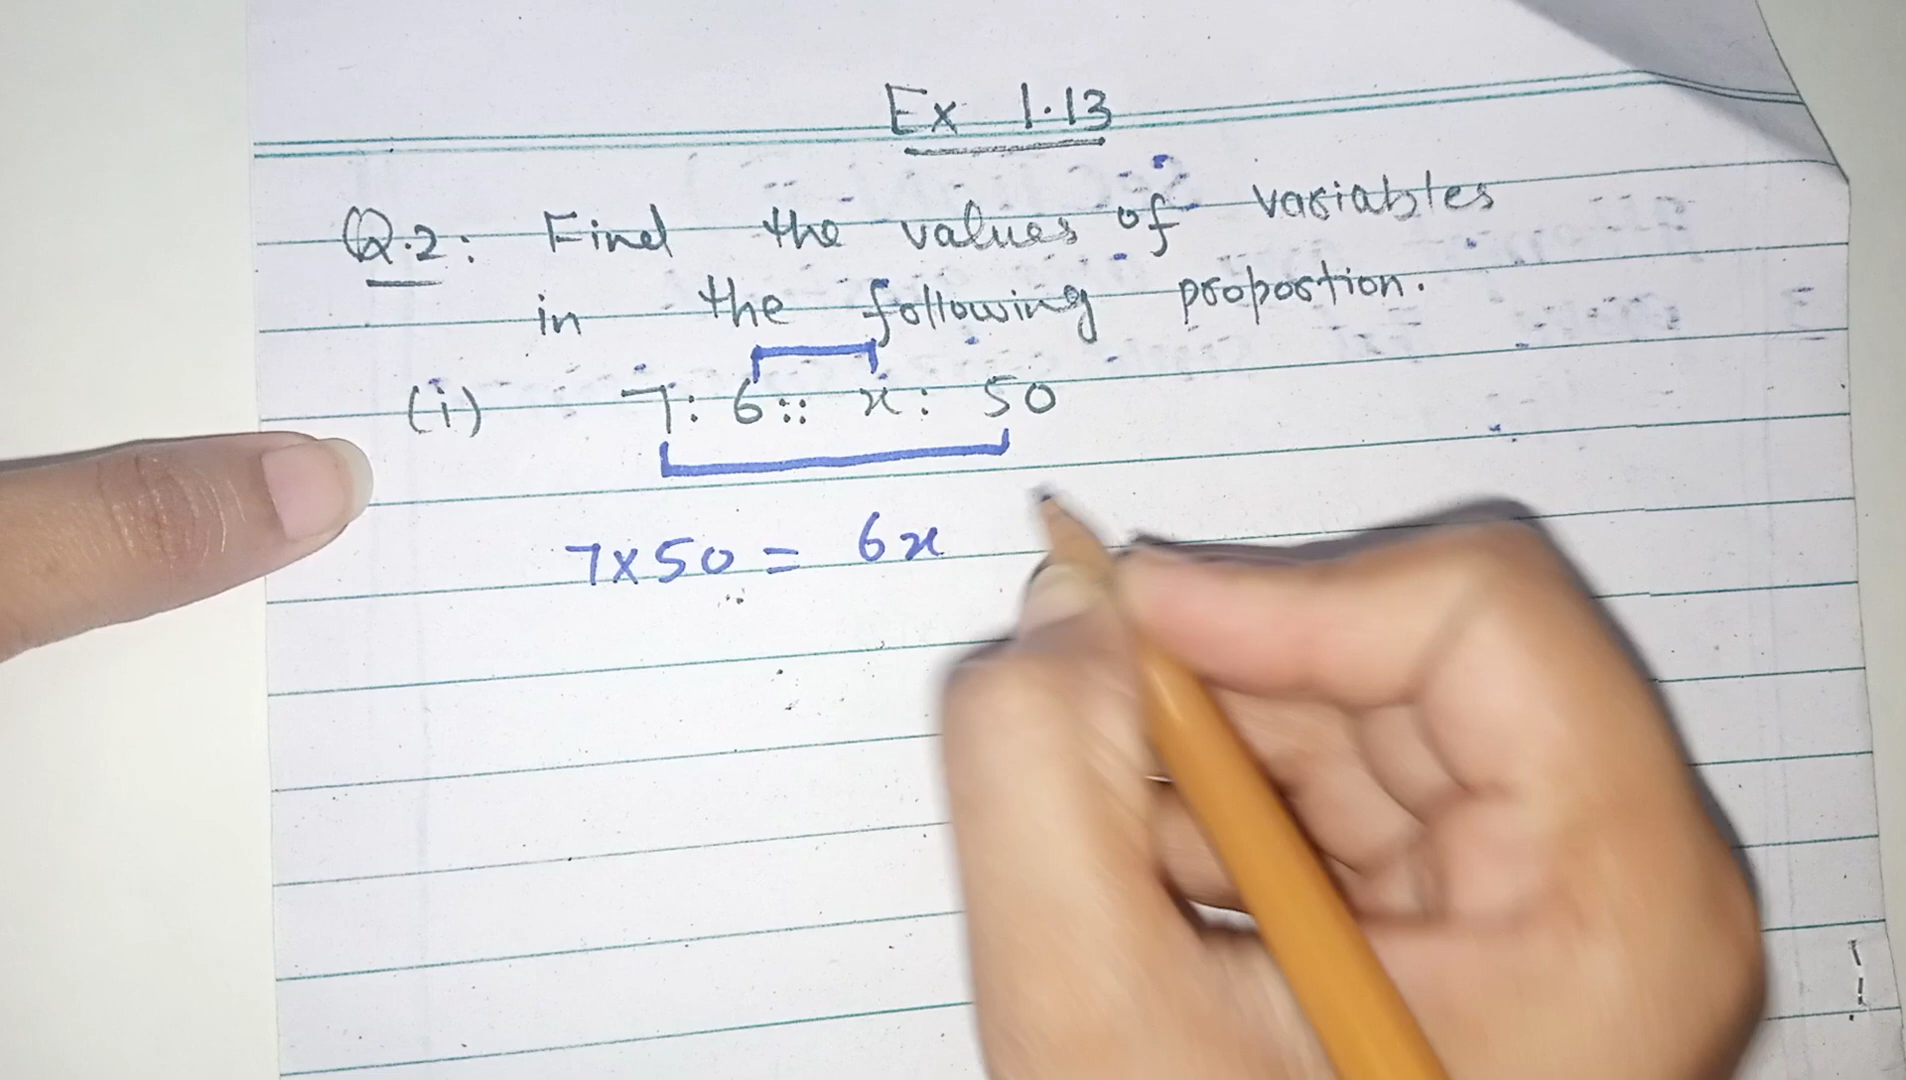 Ex 1.13
Q.2: Find the values of variables
in the following proportion.
(i) 7: 6:: x: 50
7x50 = 6x